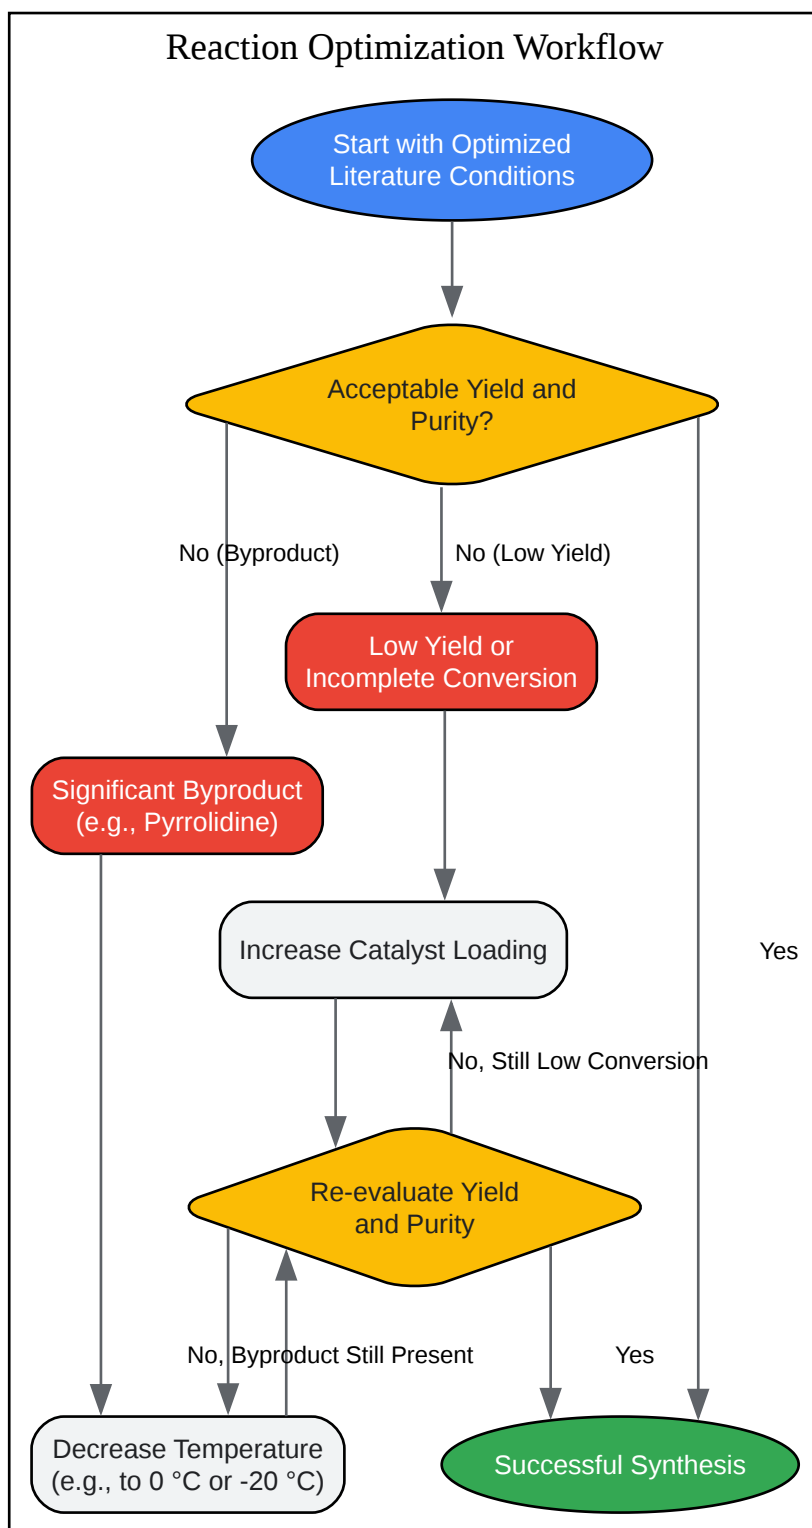 Reaction Optimization Workflow
Start with Optimized
Literature Conditions
Acceptable Yield and
Purity?
No (Byproduct)
No (Low Yield)
Low Yield or
Incomplete Conversion
Significant Byproduct
(e.g., Pyrrolidine)
Increase Catalyst Loading
Yes
No, Still Low Conversion
Re-evaluate Yield
and Purity
No, Byproduct Still Present
Yes
Decrease Temperature
(e.g., to 0 °C or -20 °C)
Successful Synthesis